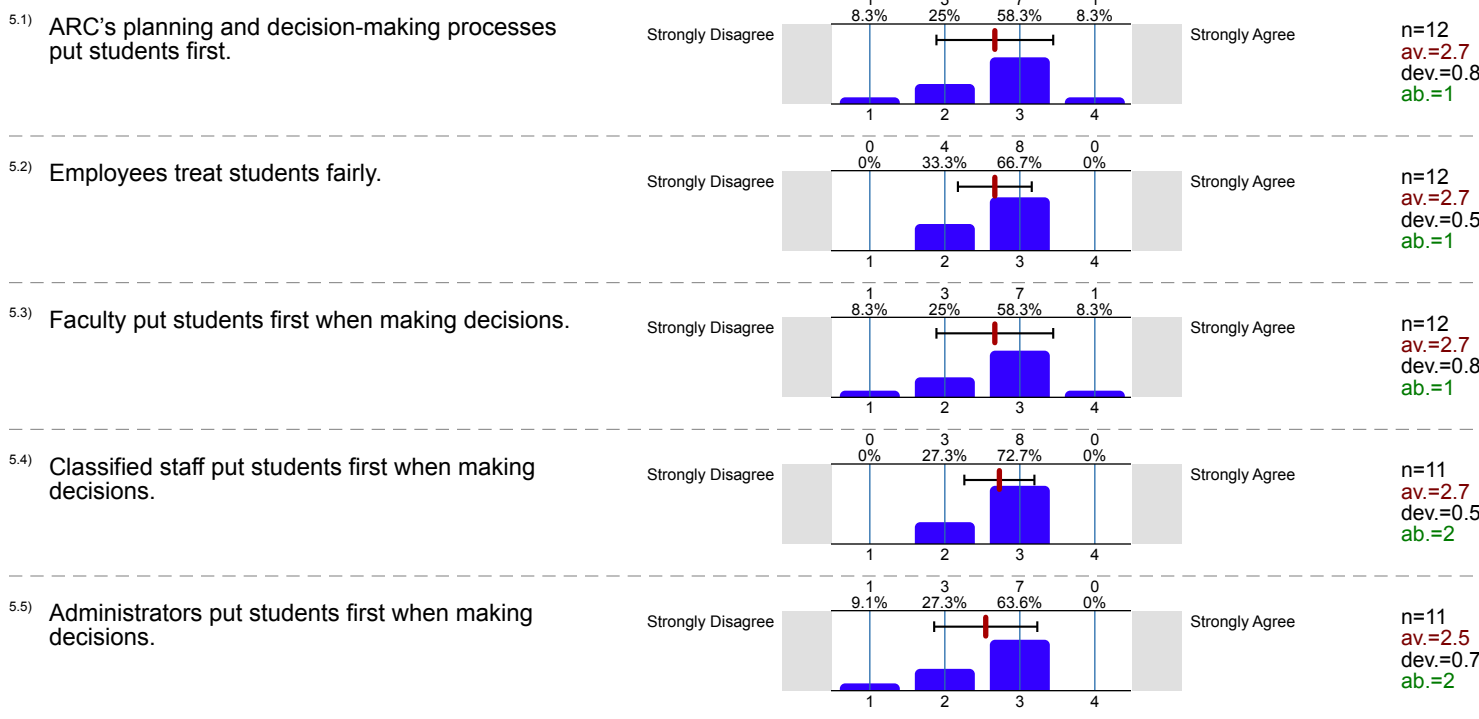 1 3 7 1
8.3% 25% 58.3% 8.3%
5.1) ARC's planning and decision-making processes
put students first.
Strongly Disagree
Strongly Agree
n=12
av.=2.7
dev.=0.8
ab.=1
1 2 3 4
0 4 8 0
0% 33.3% 66.7% 0%
5.2) Employees treat students fairly.
Strongly Disagree
Strongly Agree
n=12
av.=2.7
dev.=0.5
ab.=1
1 2 3 4
1 3 7 1
8.3% 25% 58.3% 8.3%
5.3) Faculty put students first when making decisions.
Strongly Disagree
Strongly Agree
n=12
av.=2.7
dev.=0.8
ab.=1
1 2 3 4
0 3 8 0
0% 27.3% 72.7% 0%
5.4) Classified staff put students first when making
decisions.
Strongly Disagree
Strongly Agree
n=11
av.=2.7
dev.=0.5
ab.=2
1 2 3 4
1 3 7 0
9.1% 27.3% 63.6% 0%
5.5) Administrators put students first when making
decisions.
Strongly Disagree
Strongly Agree
n=11
av.=2.5
dev.=0.7
ab.=2
1 2 3 4